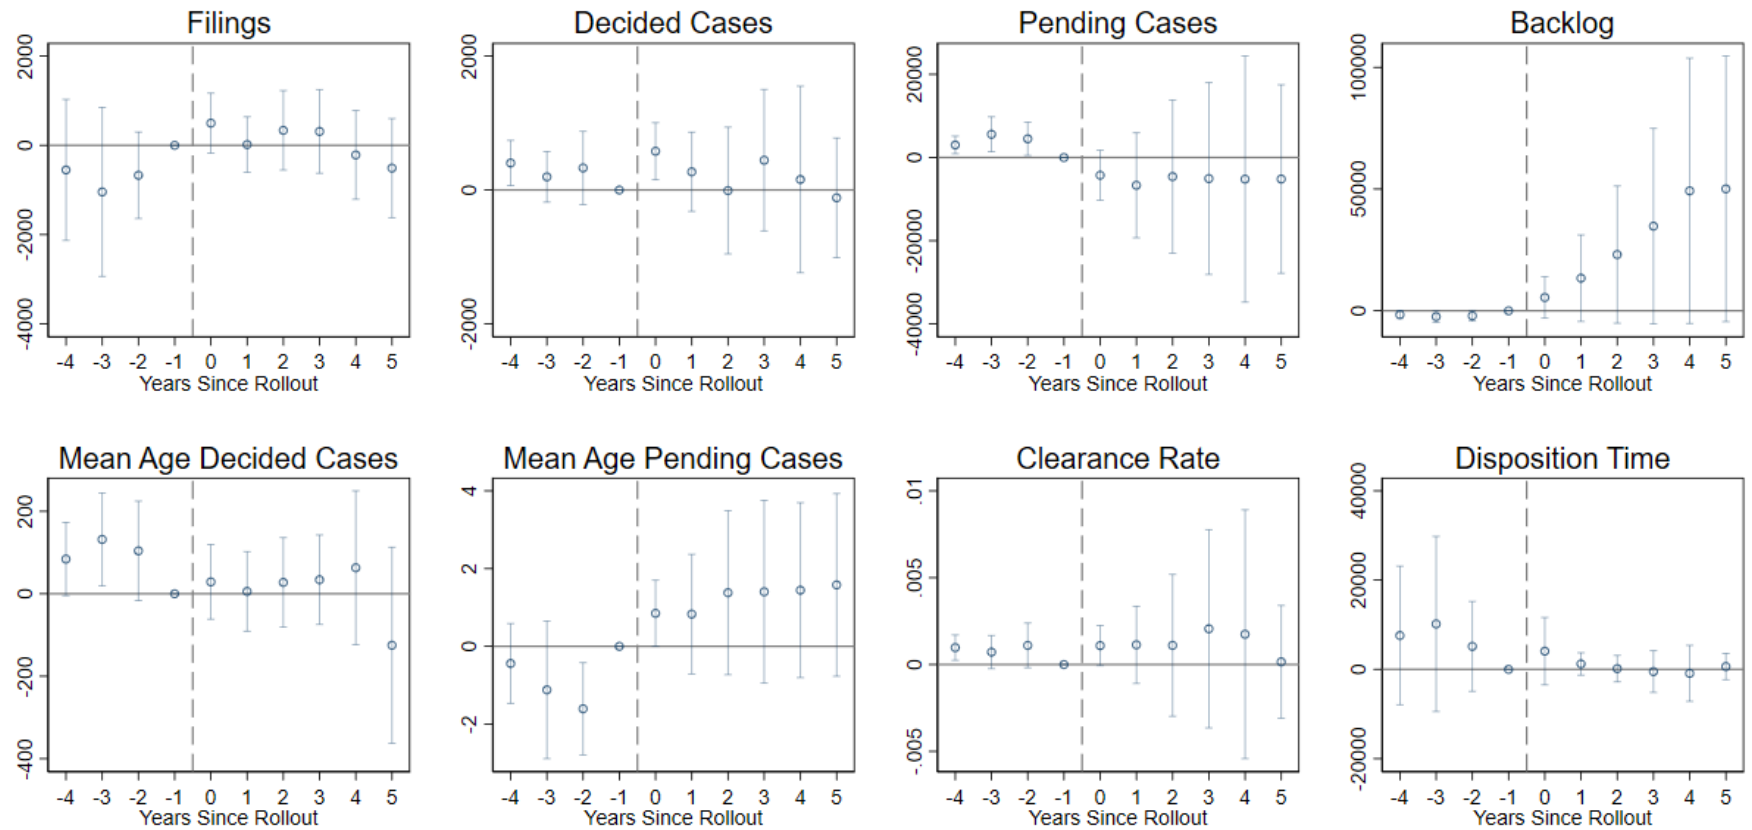 Filings
Decided Cases
Pending Cases
Backlog
2000
0
-2000
-4000
-4 -3 -2 -1 0 1 2 3 4 5
Years Since Rollout
2000
0
-2000
-4 -3 -2 -1 0 1 2 3 4 5
Years Since Rollout
20000
0
-20000
-40000
-4 -3 -2 -1 0 1 2 3 4 5
Years Since Rollout
100000
50000
0
-4 -3 -2 -1 0 1 2 3 4 5
Years Since Rollout
Mean Age Decided Cases
Mean Age Pending Cases
Clearance Rate
Disposition Time
200
0
-200
-400
-4 -3 -2 -1 0 1 2 3 4 5
Years Since Rollout
4
2
0
-2
-4 -3 -2 -1 0 1 2 3 4 5
Years Since Rollout
.01
.005
0
-.005
-4 -3 -2 -1 0 1 2 3 4 5
Years Since Rollout
40000
20000
0
-20000
-4 -3 -2 -1 0 1 2 3 4 5
Years Since Rollout